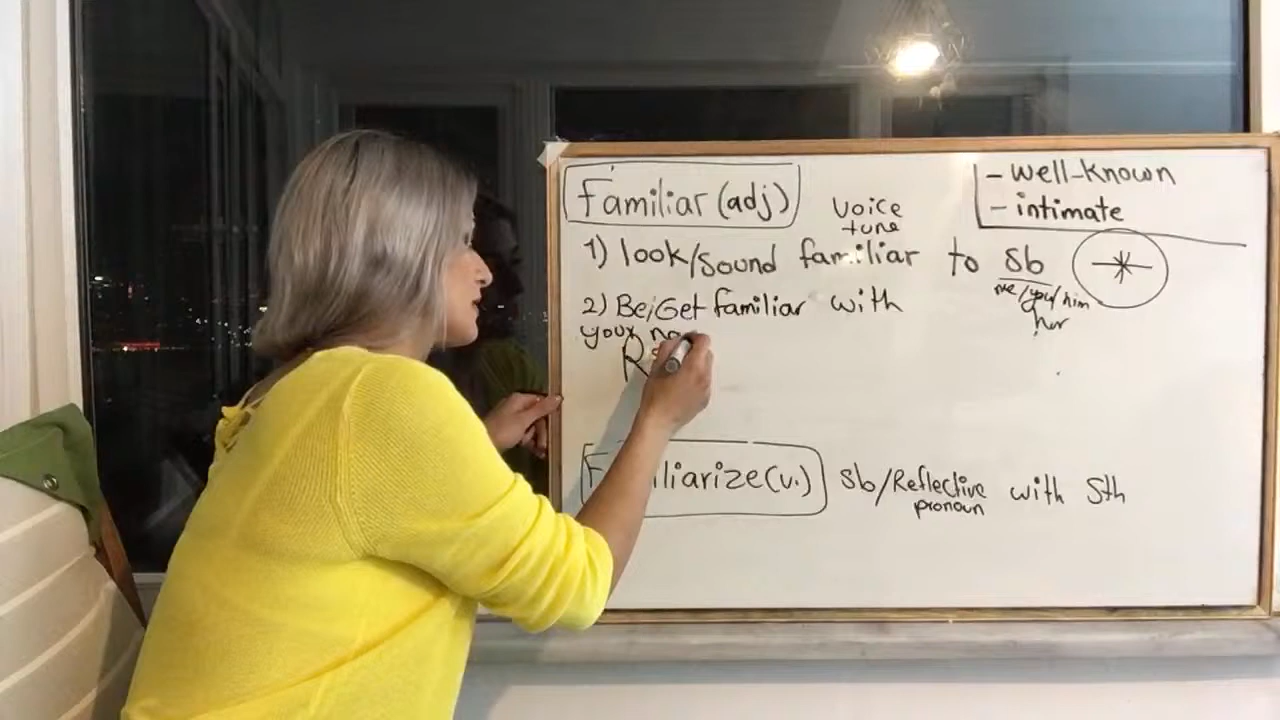 Familiar (adj)
- well-known
- intimate
voice
tune
1) look/sound familiar to sb
me/you/him
her
2) Be/Get familiar with
your
R
Familiarize (v.) sb/Reflective with sth
pronoun